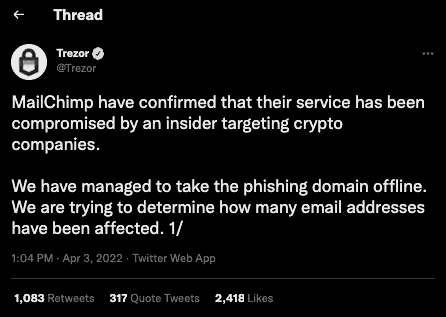 Thread
Trezor
@Trezor
MailChimp have confirmed that their service has been
compromised by an insider targeting crypto
companies.
We have managed to take the phishing domain offline.
We are trying to determine how many email addresses
have been affected. 1/
1:04 PM · Apr 3, 2022 · Twitter Web App
1,083 Retweets 317 Quote Tweets 2,418 Likes